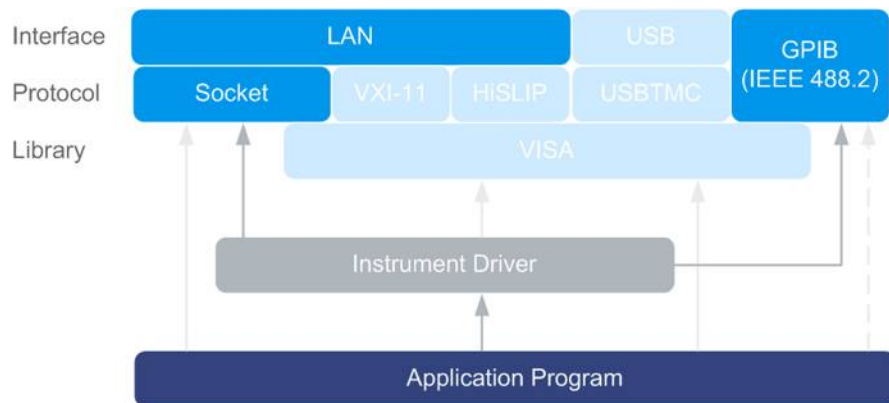 Interface
LAN
USB
GPIB
(IEEE 488.2)
Protocol
Socket
VXI-11
HiSLIP
USBTMC
Library
VISA
Instrument Driver
Application Program